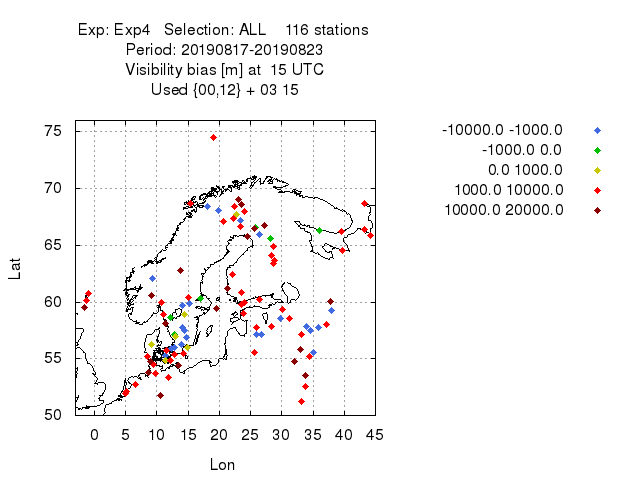 Exp: Exp4 Selection: ALL 116 stations
Period: 20190817-20190823
Visibility bias [m] at 15 UTC
Used {00,12} + 03 15
-10000.0 -1000.0
-1000.0 0.0
0.0 1000.0
1000.0 10000.0
10000.0 20000.0
75
70
65
60
55
50
Lat
0 5 10 15 20 25 30 35 40 45
Lon